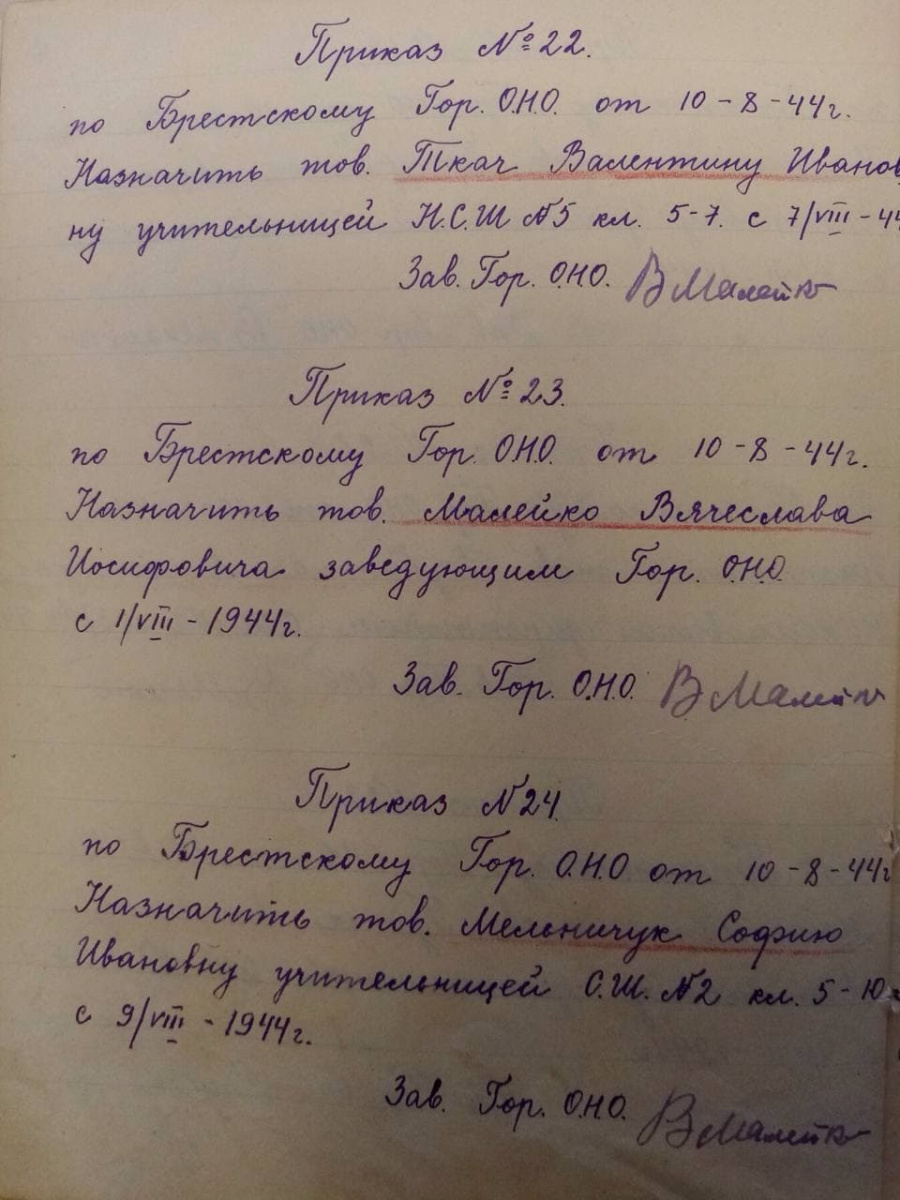 Приказ №22.
по Брестскому Гор. О.Н.О. от 10-8-44г.
Назначить тов. Ткач Валентину Иванов
ну учительницей Н.С.Ш №5 кл. 5-7. с 7/VIII-44
Зав. Гор. О.Н.О. ВМалейко
Приказ №23.
по Брестскому Гор. О.Н.О. от 10-8-44г.
Назначить тов. Малейко Вячеслава
Иосифовича заведующим Гор. О.Н.О.
с 1/VIII-1944г.
Зав. Гор. О.Н.О. ВМалейко
Приказ №24.
по Брестскому Гор. О.Н.О от 10-8-44г
Назначить тов. Мельничук Софию
Ивановну учительницей С.Ш. №2 кл. 5-10
с 9/VIII-1944г.
Зав. Гор. О.Н.О. ВМалейко